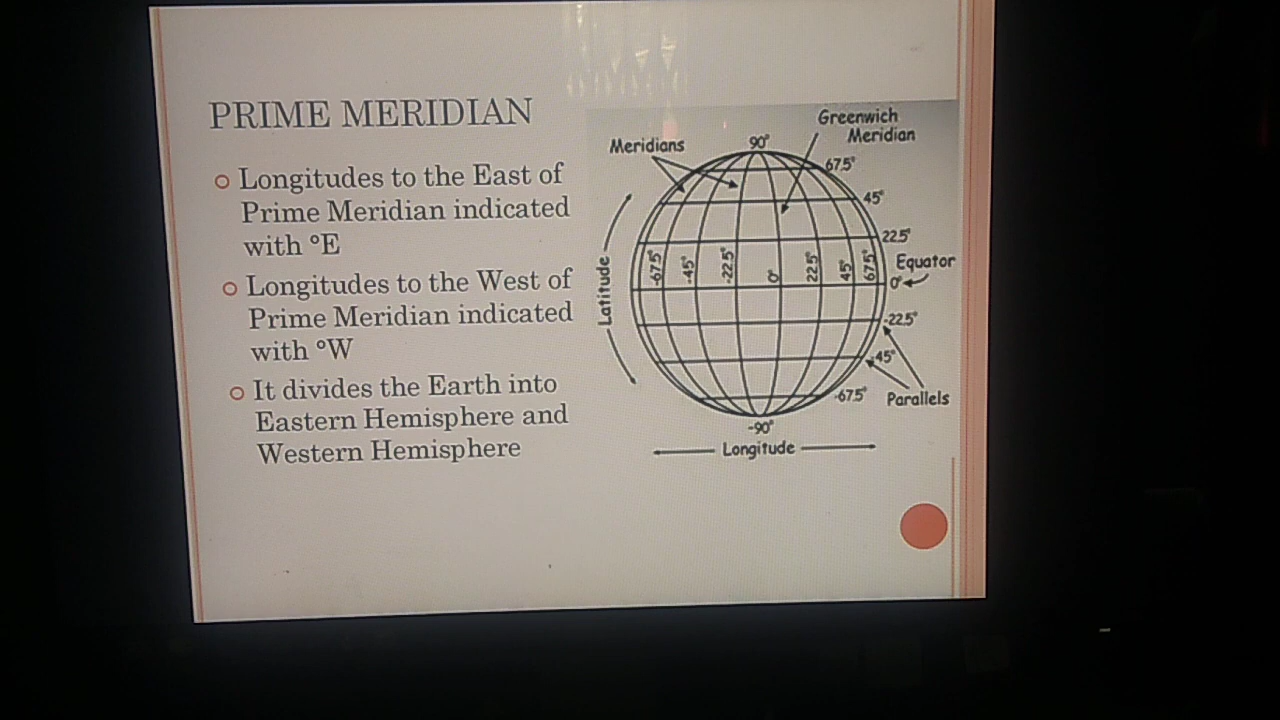 PRIME MERIDIAN
Longitudes to the East of
Prime Meridian indicated
with °E
Longitudes to the West of
Prime Meridian indicated
with °W
It divides the Earth into
Eastern Hemisphere and
Western Hemisphere
Greenwich
Meridian
Meridians
90°
67.5°
45°
22.5°
Equator
0°
-67.5°
-45°
-22.5°
0°
22.5°
45°
67.5°
Latitude
-22.5°
-45°
-67.5°
Parallels
-90°
Longitude